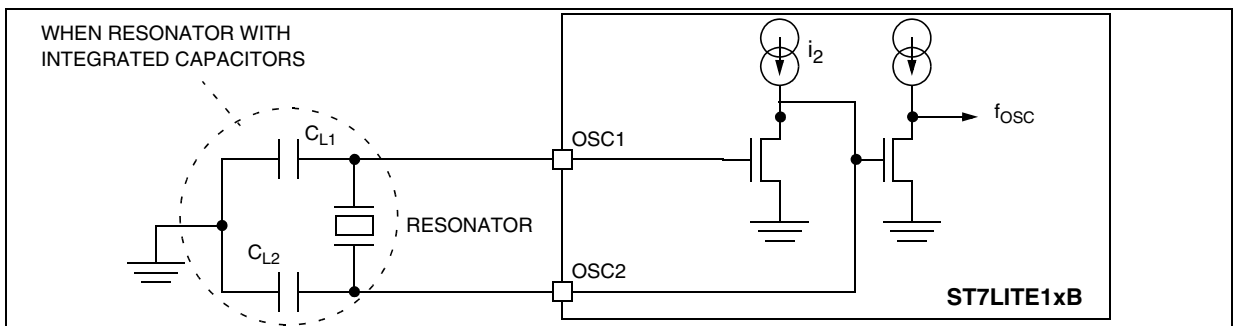 WHEN RESONATOR WITH
INTEGRATED CAPACITORS
i2
fOSC
CL1
OSC1
RESONATOR
CL2
OSC2
ST7LITE1xB